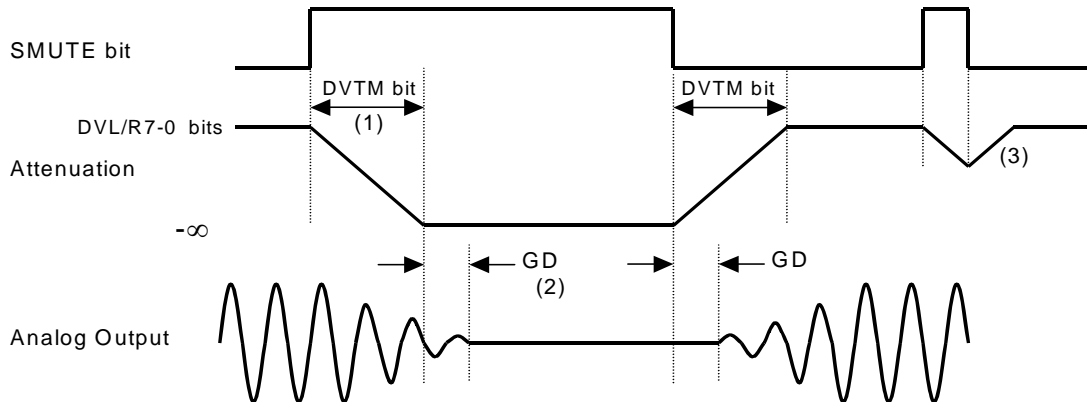 SMUTE bit
DVTM bit
DVTM bit
(1)
DVL/R7-0 bits
Attenuation
(3)
-∞
GD
GD
(2)
Analog Output